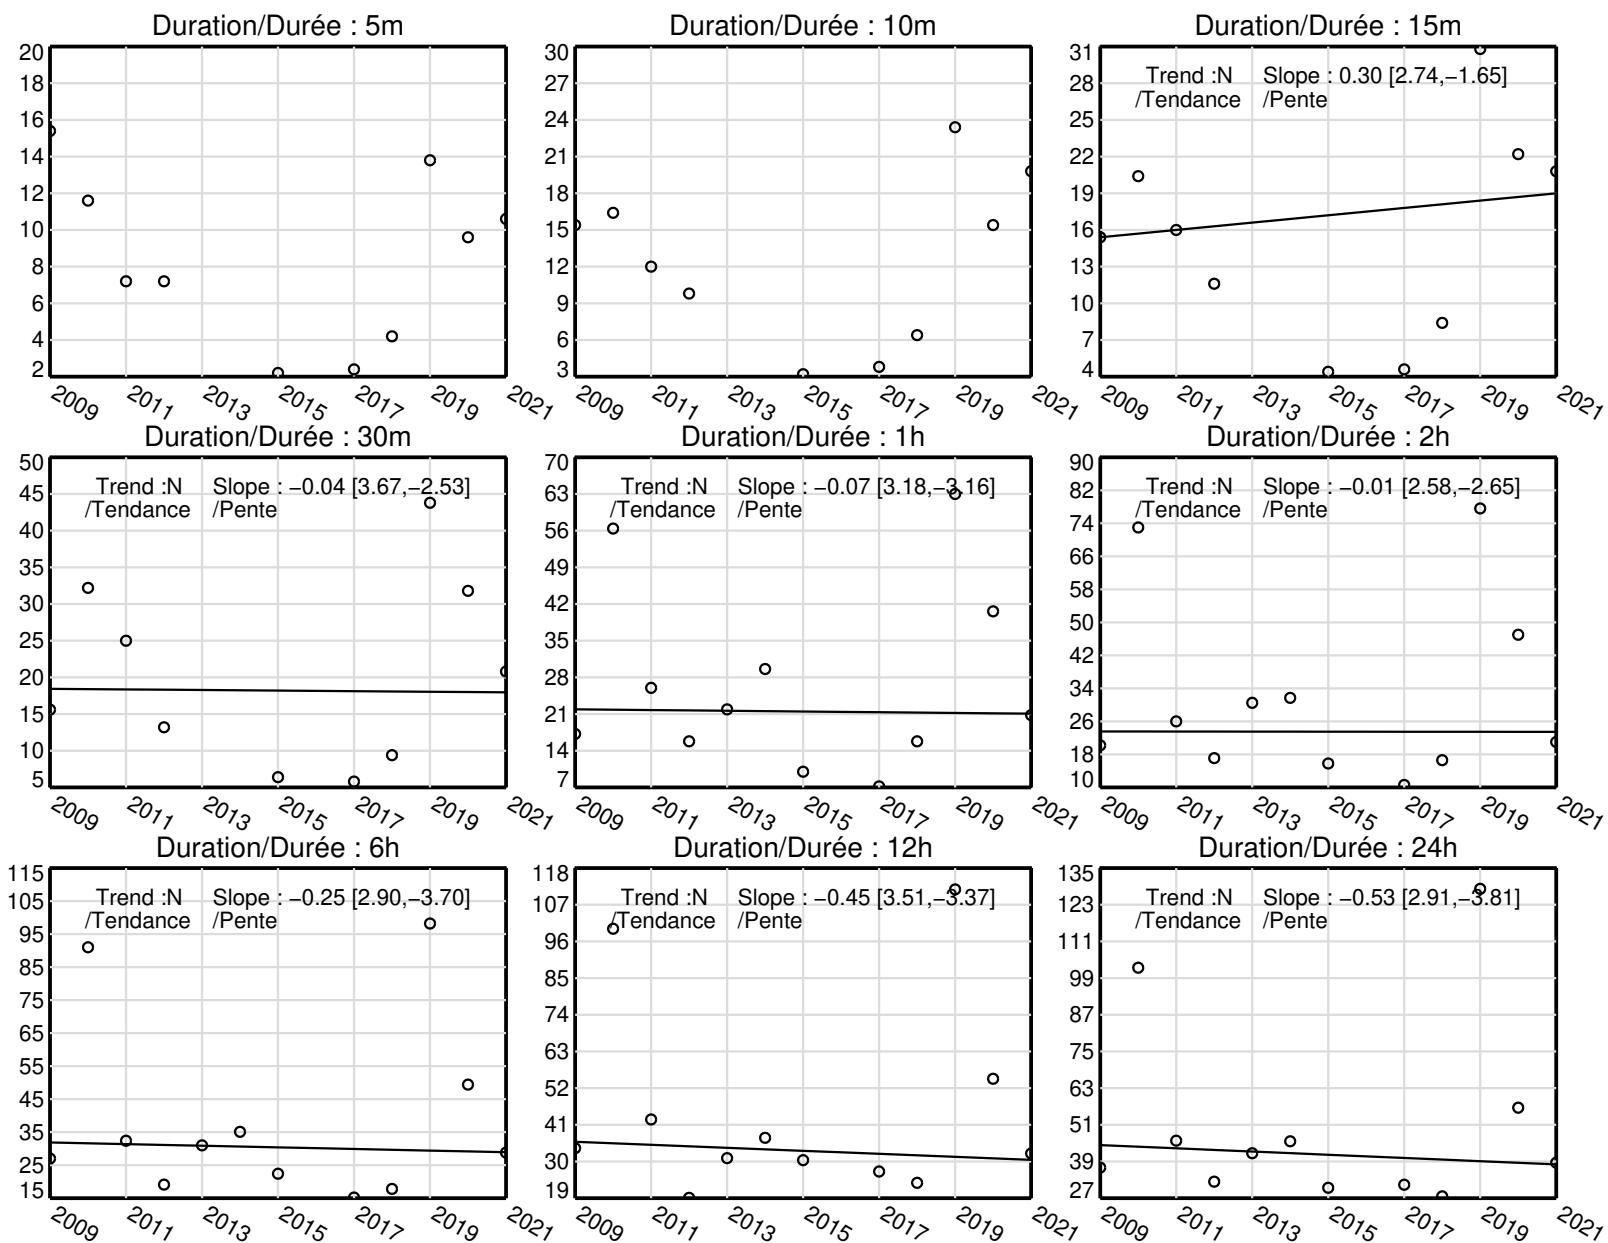 Duration/Durée : 5m
20
18
16
14
12
10
8
6
4
2
2009 2011 2013 2015 2017 2019 2021
Duration/Durée : 10m
30
27
24
21
18
15
12
9
6
3
2009 2011 2013 2015 2017 2019 2021
Duration/Durée : 15m
Trend :N Slope : 0.30 [2.74,−1.65]
/Tendance /Pente
31
28
25
22
19
16
13
10
7
4
2009 2011 2013 2015 2017 2019 2021
Duration/Durée : 30m
Trend :N Slope : −0.04 [3.67,−2.53]
/Tendance /Pente
50
45
40
35
30
25
20
15
10
5
2009 2011 2013 2015 2017 2019 2021
Duration/Durée : 1h
Trend :N Slope : −0.07 [3.18,−3.16]
/Tendance /Pente
70
63
56
49
42
35
28
21
14
7
2009 2011 2013 2015 2017 2019 2021
Duration/Durée : 2h
Trend :N Slope : −0.01 [2.58,−2.65]
/Tendance /Pente
90
82
74
66
58
50
42
34
26
18
10
2009 2011 2013 2015 2017 2019 2021
Duration/Durée : 6h
Trend :N Slope : −0.25 [2.90,−3.70]
/Tendance /Pente
115
105
95
85
75
65
55
45
35
25
15
2009 2011 2013 2015 2017 2019 2021
Duration/Durée : 12h
Trend :N Slope : −0.45 [3.51,−3.37]
/Tendance /Pente
118
107
96
85
74
63
52
41
30
19
2009 2011 2013 2015 2017 2019 2021
Duration/Durée : 24h
Trend :N Slope : −0.53 [2.91,−3.81]
/Tendance /Pente
135
123
111
99
87
75
63
51
39
27
2009 2011 2013 2015 2017 2019 2021